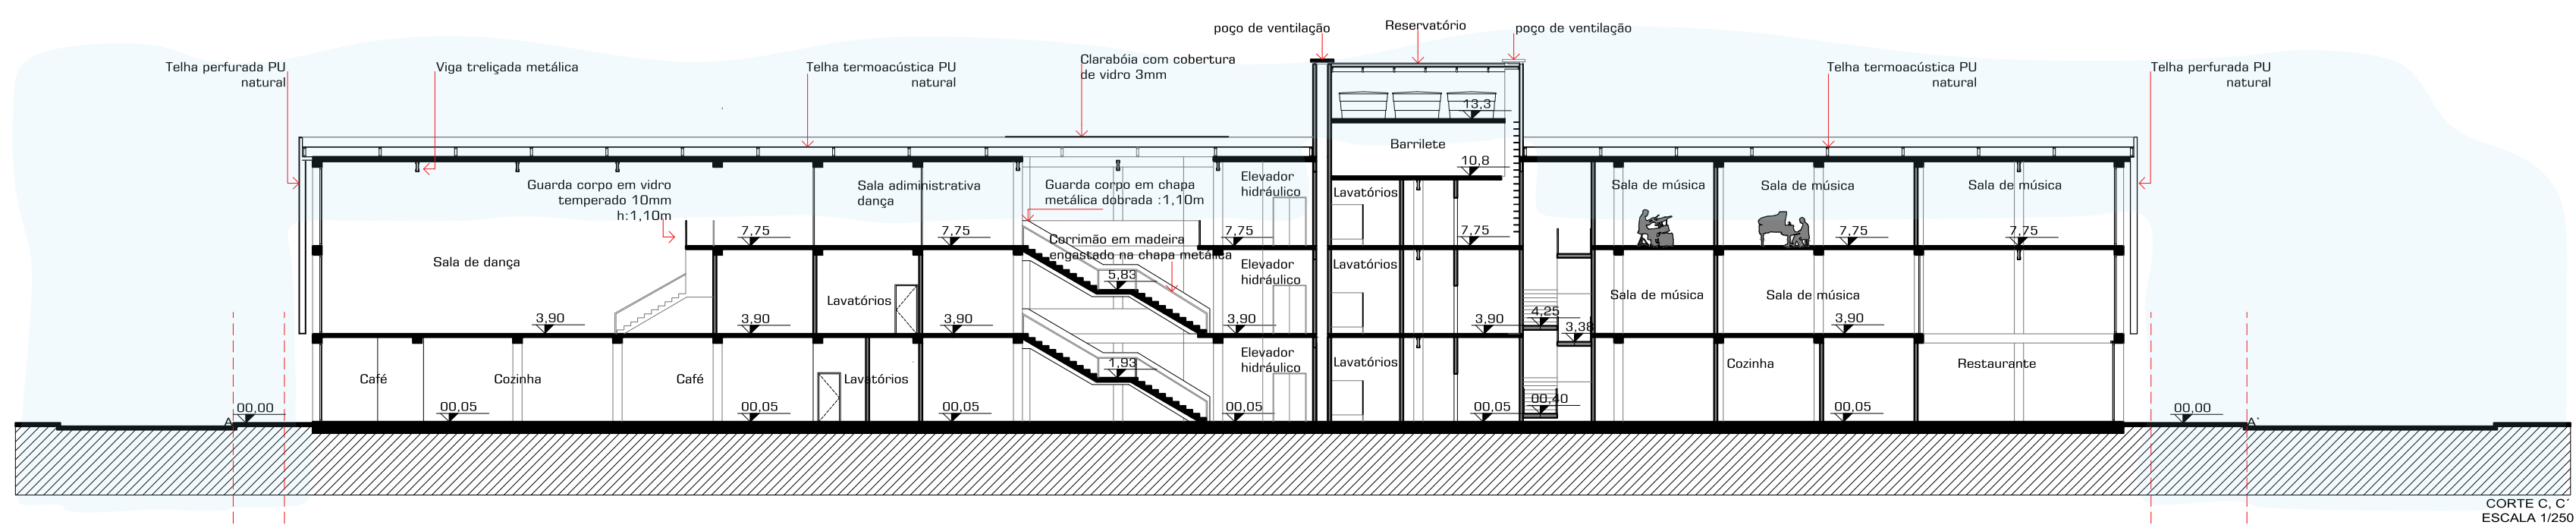 poço de ventilação
Reservatório
poço de ventilação
Telha perfurada PU
natural
Viga treliçada metálica
Telha termoacústica PU
natural
Clarabóia com cobertura
de vidro 3mm
Telha termoacústica PU
natural
Telha perfurada PU
natural
13,3
Barrilete
10,8
Guarda corpo em vidro
temperado 10mm
h:1,10m
Sala adiministrativa
dança
Guarda corpo em chapa
metálica dobrada :1,10m
Elevador
hidráulico
Lavatórios
Sala de música
Sala de música
Sala de música
7,75
7,75
7,75
7,75
7,75
7,75
Corrimão em madeira
engastado na chapa metálica
Sala de dança
5,83
Elevador
hidráulico
Lavatórios
Lavatórios
Sala de música
Sala de música
3,90
3,90
3,90
3,90
3,90
4,25
3,38
3,90
Café
Cozinha
Café
Lavatórios
1,93
Elevador
hidráulico
Lavatórios
Cozinha
Restaurante
A
00,00
00,05
00,05
00,05
00,05
00,05
00,40
00,05
00,00
A`
CORTE C, C´
ESCALA 1/250